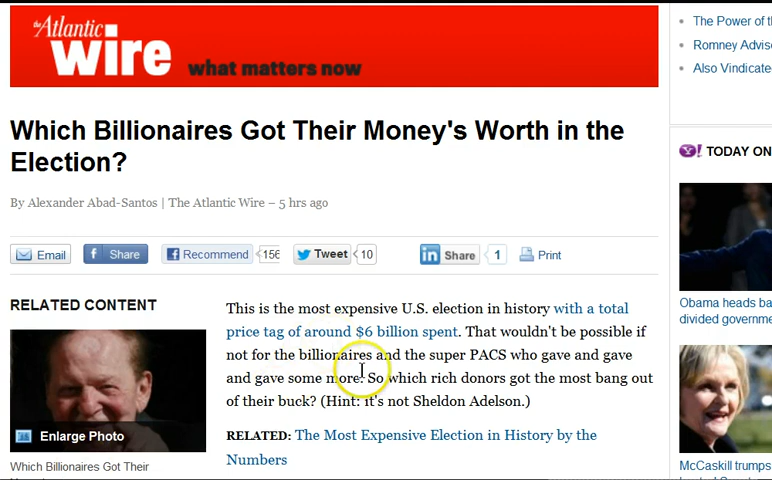 the Atlantic
wire what matters now
The Power of
Romney Advis
Also Vindicate
Which Billionaires Got Their Money's Worth in the
Election?
By Alexander Abad-Santos | The Atlantic Wire – 5 hrs ago
Email Share Recommend 156 Tweet 10 Share 1 Print
Y! TODAY ON
RELATED CONTENT
Enlarge Photo
Which Billionaires Got Their
This is the most expensive U.S. election in history with a total
price tag of around $6 billion spent. That wouldn't be possible if
not for the billionaires and the super PACS who gave and gave
and gave some more. So which rich donors got the most bang out
of their buck? (Hint: it's not Sheldon Adelson.)
RELATED: The Most Expensive Election in History by the
Numbers
Obama heads ba
divided governme
McCaskill trumps